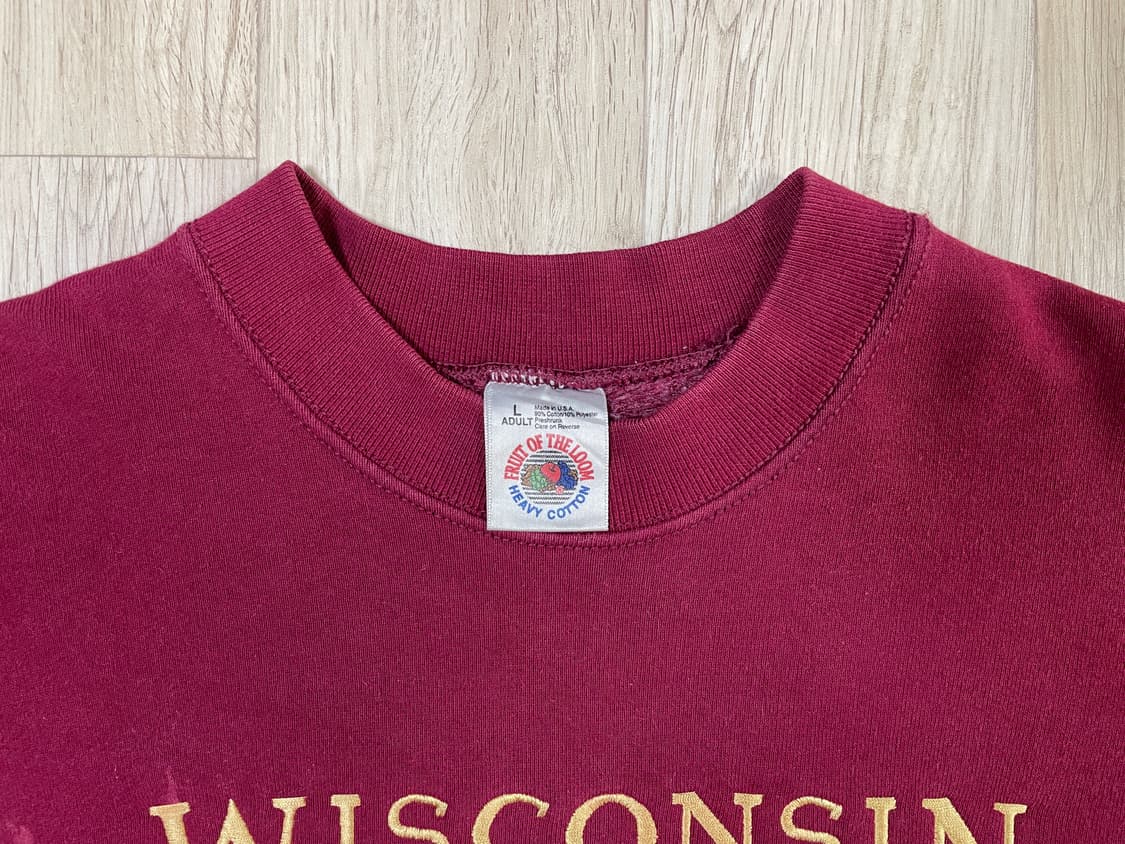 L
ADULT
Made in U.S.A.
90% Cotton/10% Polyester
Preshrunk
Care on Reverse
FRUIT OF THE LOOM
HEAVY COTTON
WISCONSIN